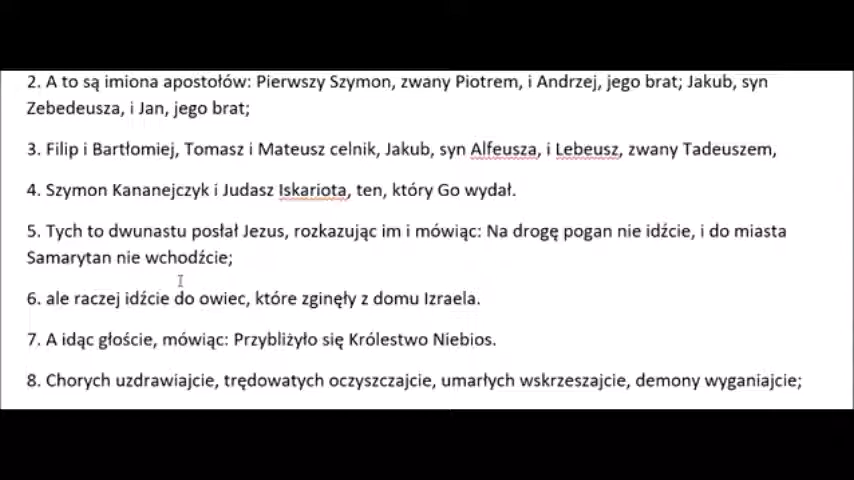 2. A to są imiona apostołów: Pierwszy Szymon, zwany Piotrem, i Andrzej, jego brat; Jakub, syn
Zebedeusza, i Jan, jego brat;
3. Filip i Bartłomiej, Tomasz i Mateusz celnik, Jakub, syn Alfeusza, i Lebeusz, zwany Tadeuszem,
4. Szymon Kananejczyk i Judasz Iskariota, ten, który Go wydał.
5. Tych to dwunastu posłał Jezus, rozkazując im i mówiąc: Na drogę pogan nie idźcie, i do miasta
Samarytan nie wchodźcie;
6. ale raczej idźcie do owiec, które zginęły z domu Izraela.
7. A idąc głoście, mówiąc: Przybliżyło się Królestwo Niebios.
8. Chorych uzdrawiajcie, trędowatych oczyszczajcie, umarłych wskrzeszajcie, demony wyganiajcie;